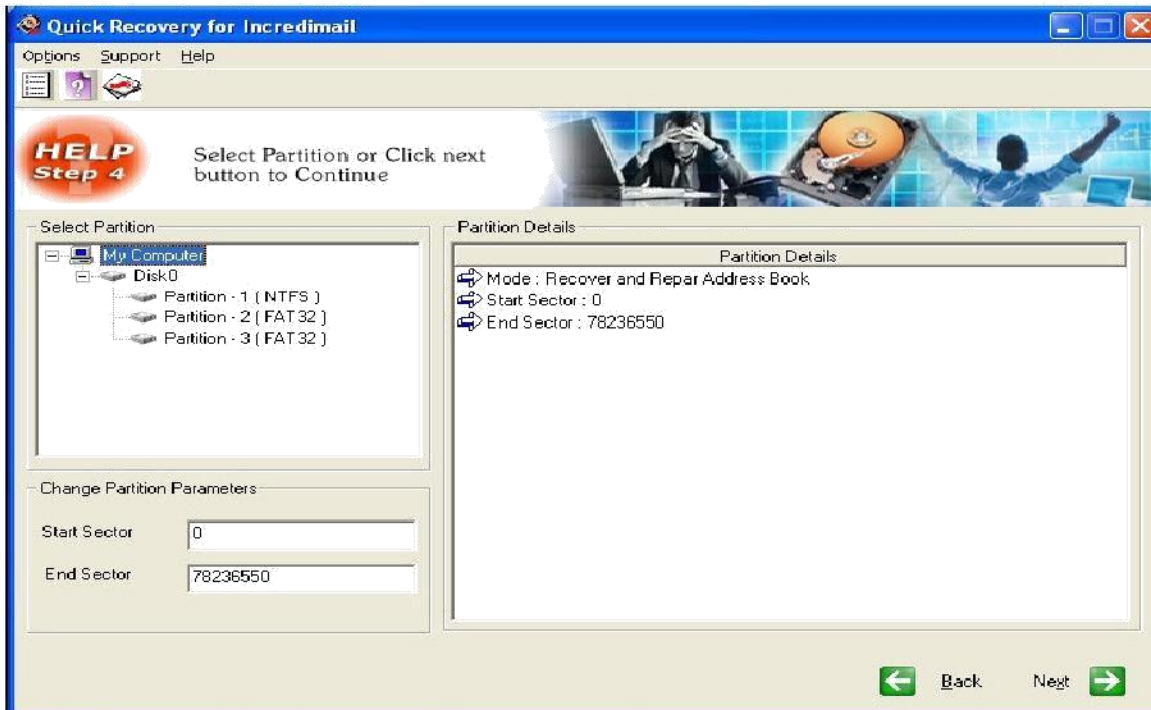 Quick Recovery for Incredimail
Options Support Help
HELP
Step 4
Select Partition or Click next
button to Continue
Select Partition
My Computer
Disk0
Partition - 1 ( NTFS )
Partition - 2 ( FAT32 )
Partition - 3 ( FAT32 )
Change Partition Parameters
Start Sector 0
End Sector 78236550
Partition Details
Partition Details
Mode : Recover and Repar Address Book
Start Sector : 0
End Sector : 78236550
Back Next